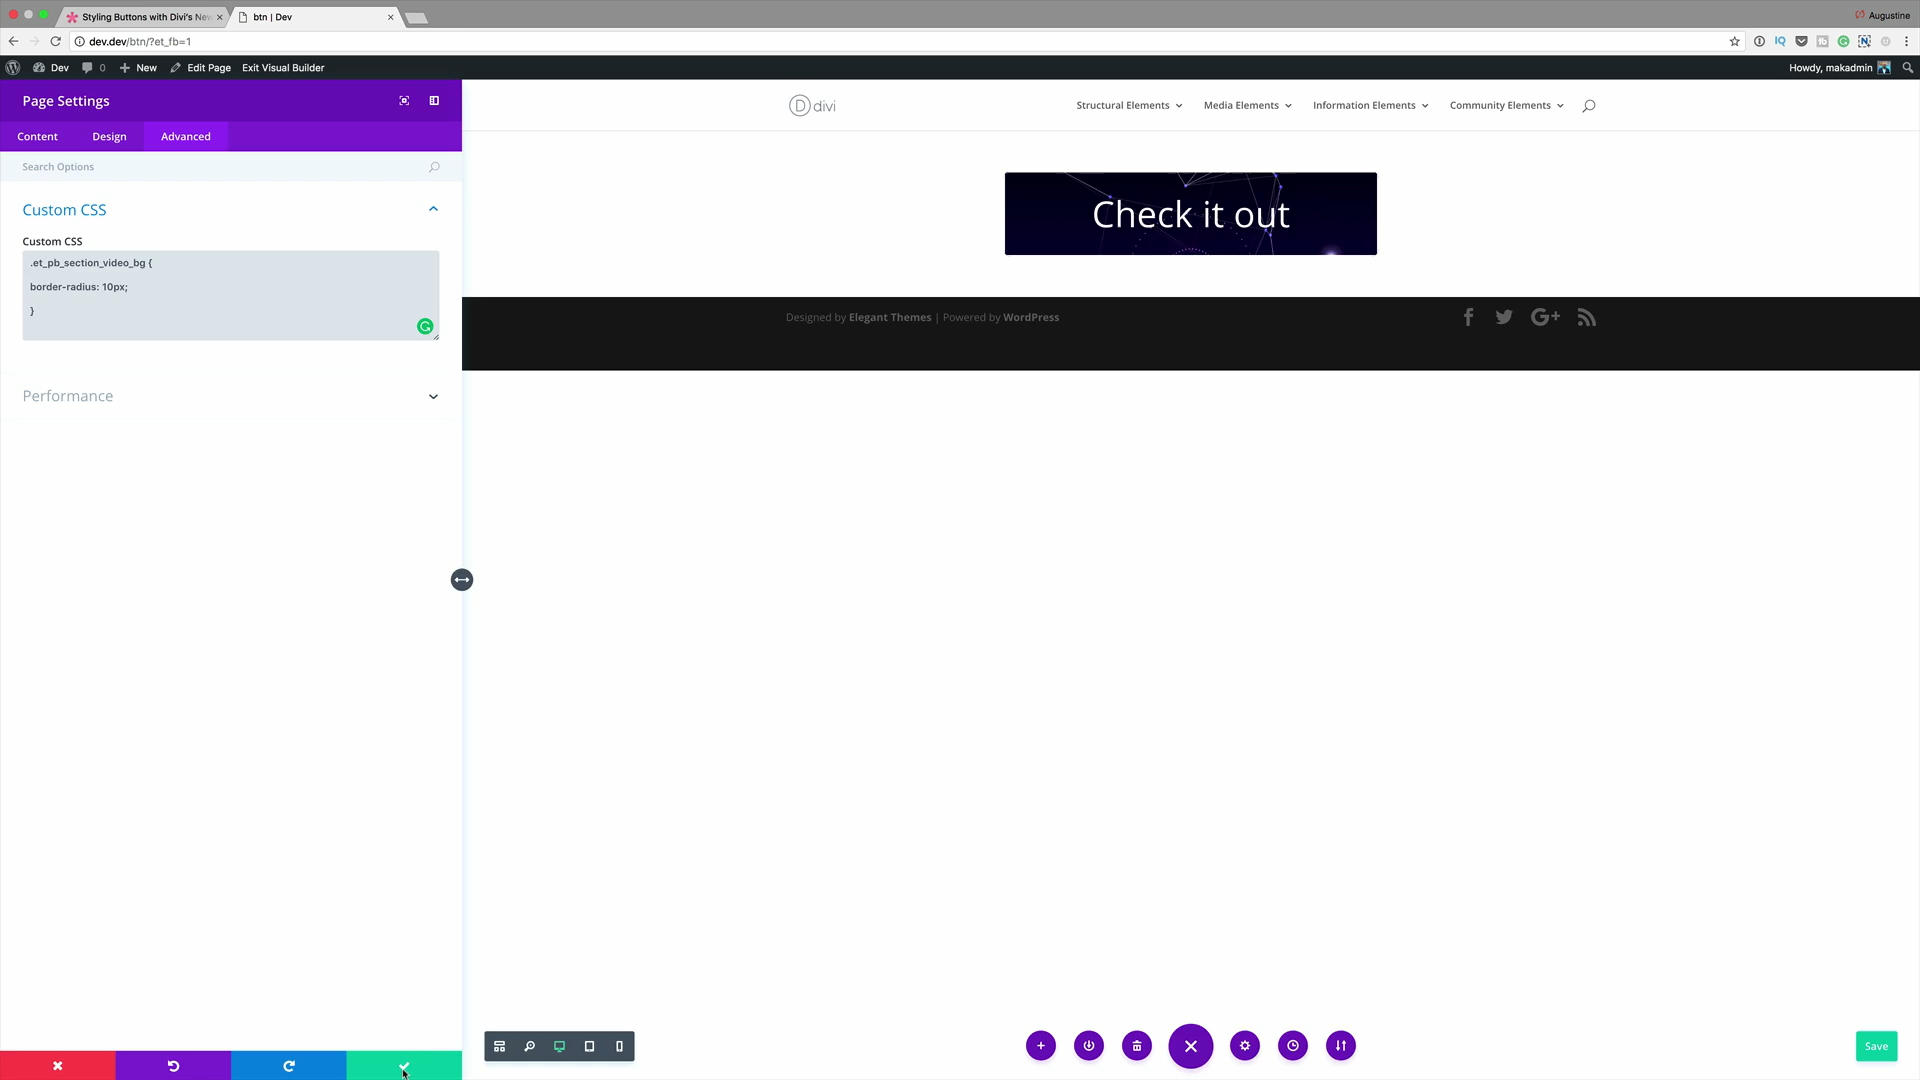 Styling Buttons with Divi's Nev
btn | Dev
Augustine
dev.dev/btn/?et_fb=1
IQ
Dev 0 New Edit Page Exit Visual Builder
Howdy, makadmin
Page Settings
Content Design Advanced
Search Options
Custom CSS
Custom CSS
.et_pb_section_video_bg {
border-radius: 10px;
}
Performance
D divi
Structural Elements Media Elements Information Elements Community Elements
Check it out
Designed by Elegant Themes | Powered by WordPress
G+
Save